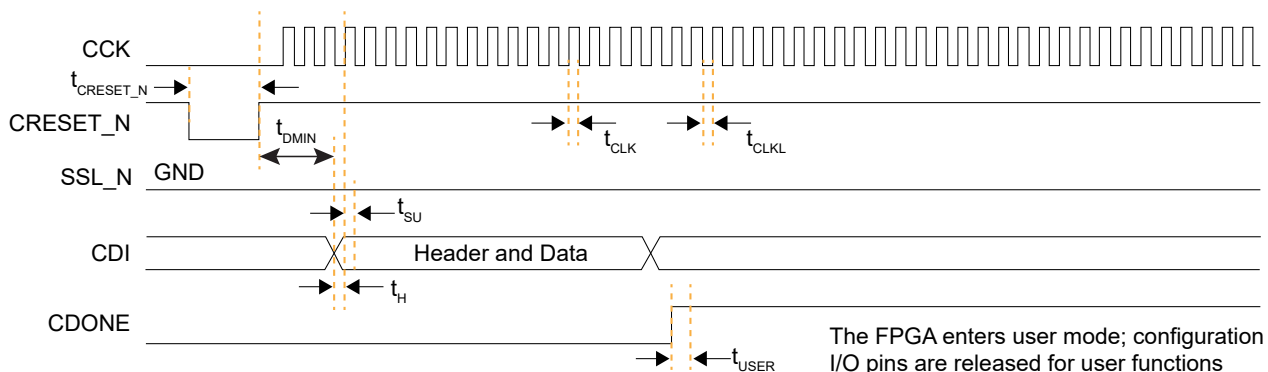 CCK
tCRESET_N
CRESET_N
tDMIN
tCLK
tCLKL
SSL_N GND
tSU
CDI Header and Data
tH
CDONE
tUSER
The FPGA enters user mode; configuration
I/O pins are released for user functions